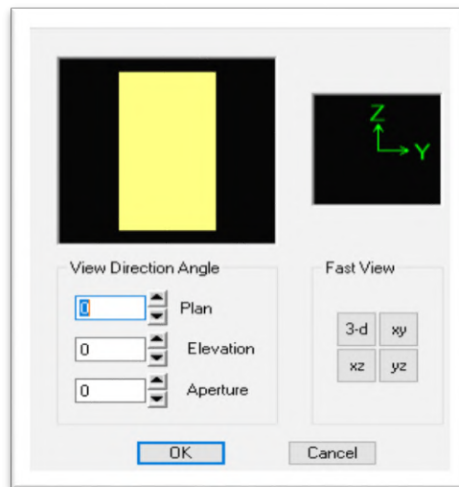 Z
Y
View Direction Angle
0 Plan
0 Elevation
0 Aperture
Fast View
3-d xy
xz yz
OK Cancel